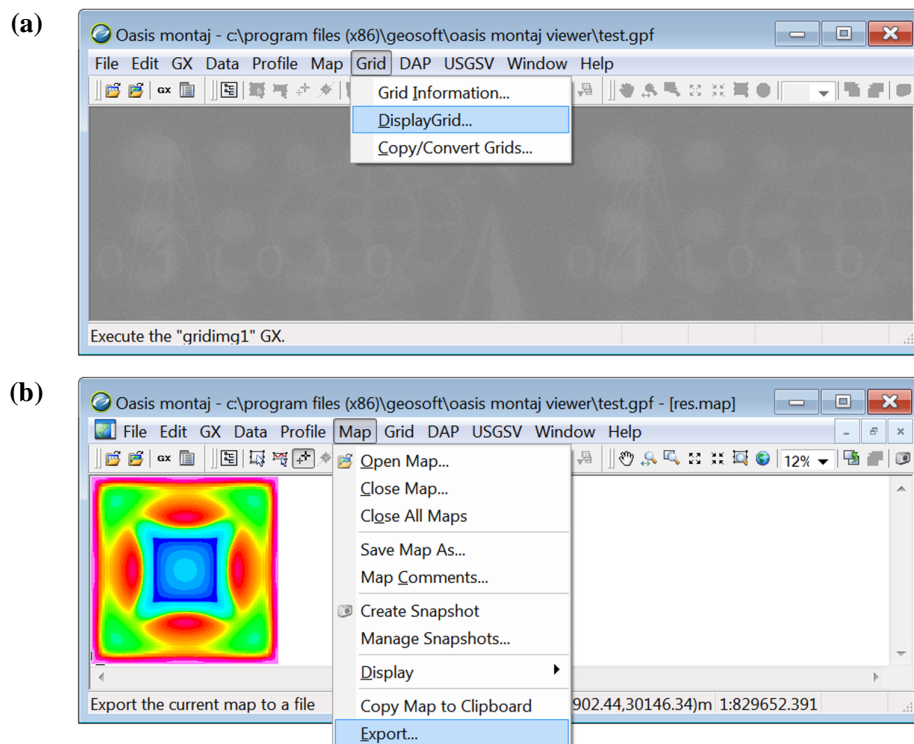 (a)
Oasis montaj - c:\program files (x86)\geosoft\oasis montaj viewer\test.gpf
File Edit GX Data Profile Map Grid DAP USGSV Window Help
GX
Grid Information...
DisplayGrid...
Copy/Convert Grids...
Execute the "gridimg1" GX.
(b)
Oasis montaj - c:\program files (x86)\geosoft\oasis montaj viewer\test.gpf - [res.map]
File Edit GX Data Profile Map Grid DAP USGSV Window Help
GX
12%
Open Map...
Close Map...
Close All Maps
Save Map As...
Map Comments...
Create Snapshot
Manage Snapshots...
Display
Copy Map to Clipboard
Export the current map to a file
902.44,30146.34)m 1:829652.391
Export...